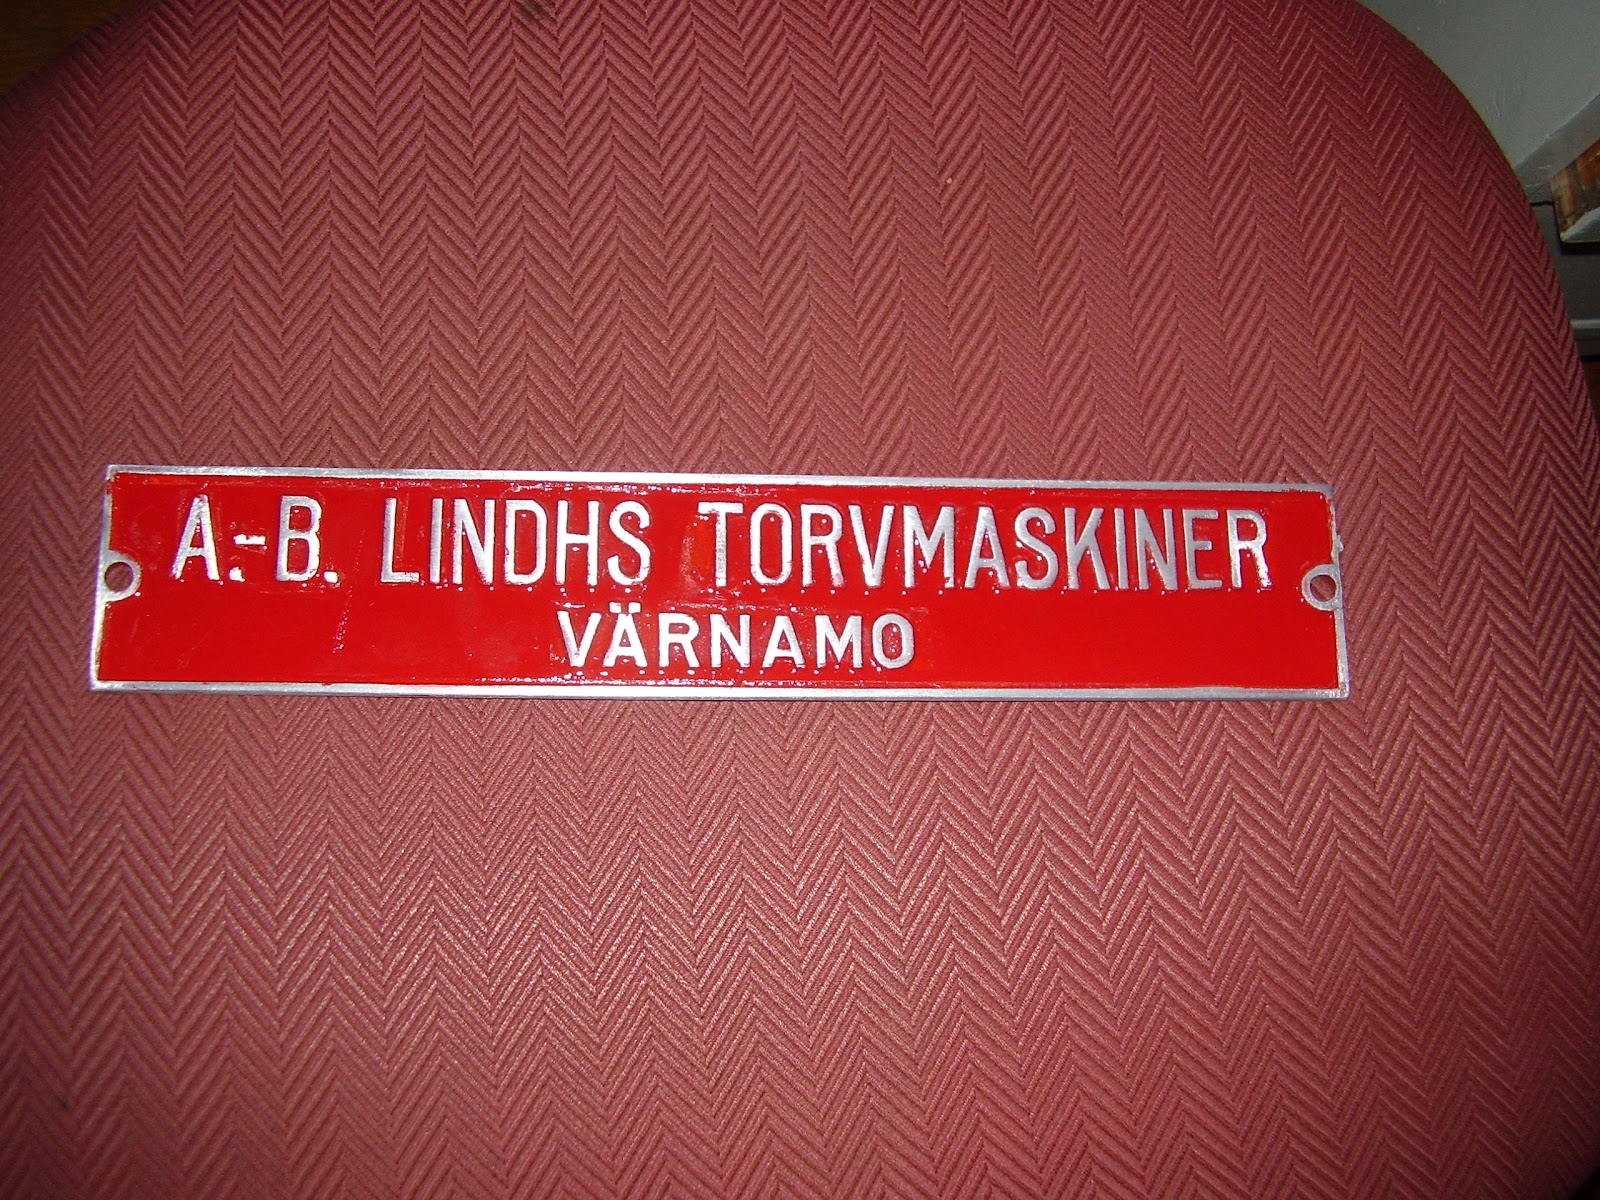 A.-B. LINDHS TORVMASKINER
VÄRNAMO